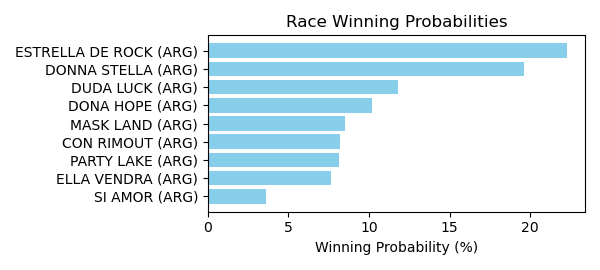 Race Winning Probabilities
ESTRELLA DE ROCK (ARG)
DONNA STELLA (ARG)
DUDA LUCK (ARG)
DONA HOPE (ARG)
MASK LAND (ARG)
CON RIMOUT (ARG)
PARTY LAKE (ARG)
ELLA VENDRA (ARG)
SI AMOR (ARG)
0 5 10 15 20
Winning Probability (%)